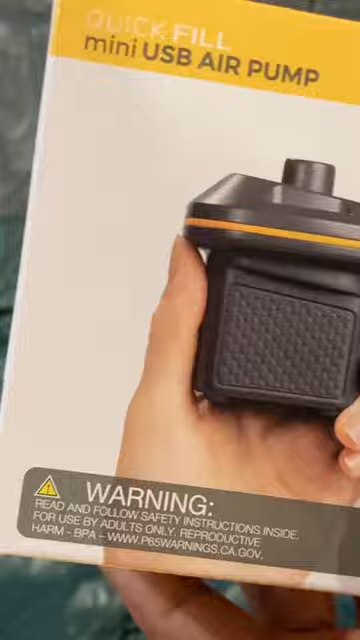 QUICK FILL
mini USB AIR PUMP
WARNING:
READ AND FOLLOW SAFETY INSTRUCTIONS INSIDE.
FOR USE BY ADULTS ONLY. REPRODUCTIVE
HARM - BPA – WWW.P65WARNINGS.CA.GOV.